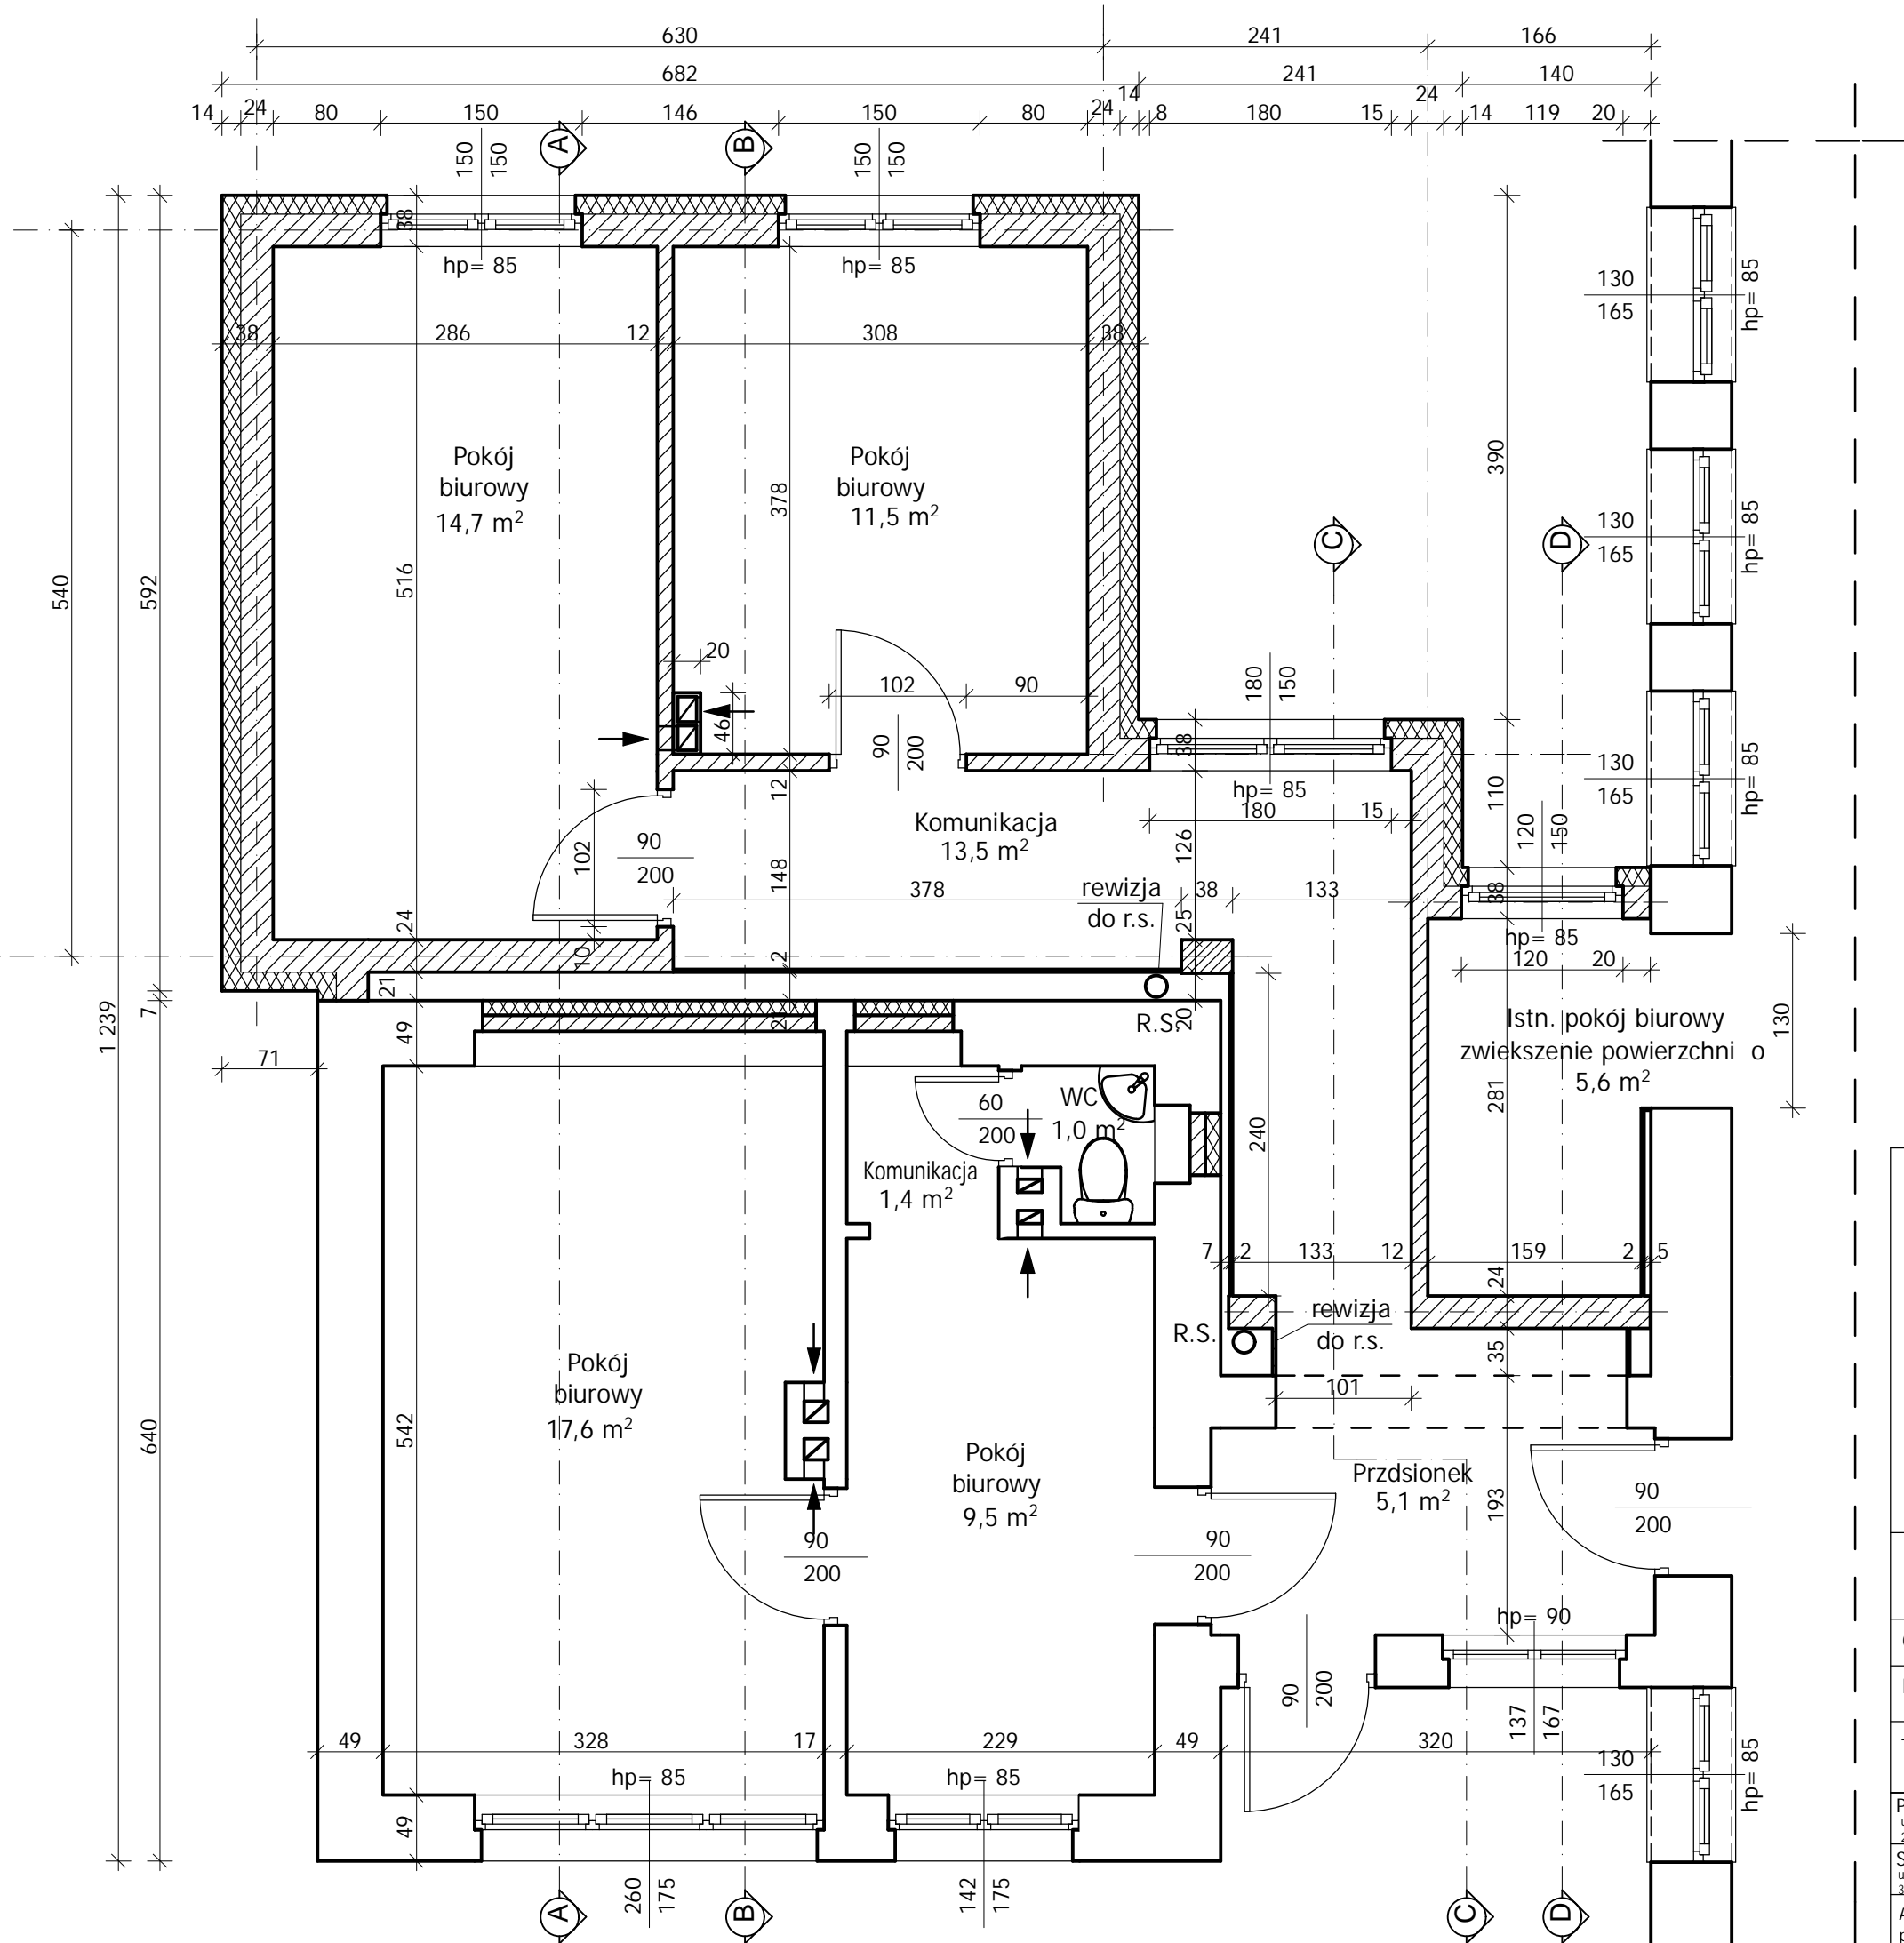 630 241 166
682 241 140
14 24 80 150 146 150 80 24 14 8 180 15 24 14 119 20
150 150 A B 150 150
38
hp= 85 hp= 85
130
165
hp= 85
38 286 12 308 38
Pokój
biurowy
14,7 m²
Pokój
biurowy
11,5 m²
390
378
516
540
592
C D
130
165
hp= 85
20
46
102 90
90
200
180
150
38
hp= 85
180 15
110
120
150
130
165
hp= 85
12
Komunikacja
13,5 m²
102
90
200
148
126
378 38 133
rewizja
do r.s.
25
38
hp= 85
120 20
24
10
2
21
21
20
R.S.
1 239
7
49
71
Istn. pokój biurowy
zwiekszenie powierzchni o
5,6 m²
130
281
60
200
WC
1,0 m²
Komunikacja
1,4 m²
240
7 2 133 12 159 2 5
24
rewizja
do r.s.
R.S.
35
101
Pokój
biurowy
17,6 m²
542
640
Pokój
biurowy
9,5 m²
Przdsionek
5,1 m²
193
90
200
90
200
90
200
hp= 90
90
200
137
167
49 328 17 229 49 320
130
165
hp= 85
hp= 85 hp= 85
49
260
175
142
175
A B C D